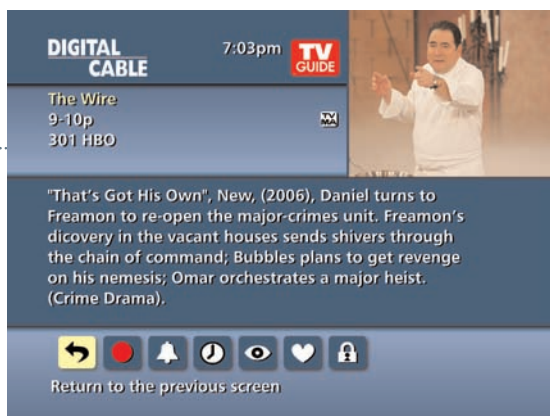 DIGITAL
CABLE
7:03pm
TV
GUIDE
The Wire
9-10p
TV
MA
301 HBO
"That's Got His Own", New, (2006), Daniel turns to
Freamon to re-open the major-crimes unit. Freamon's
dicovery in the vacant houses sends shivers through
the chain of command; Bubbles plans to get revenge
on his nemesis; Omar orchestrates a major heist.
(Crime Drama).
Return to the previous screen